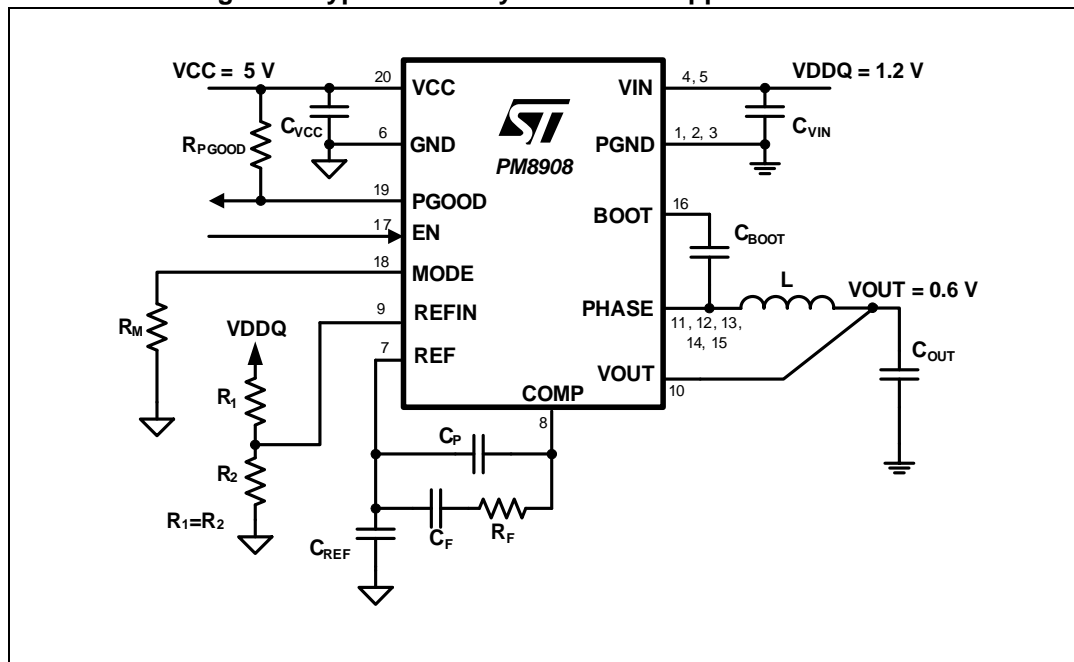 VCC = 5 V
20
VCC
VIN
4, 5
VDDQ = 1.2 V
CVCC
CVIN
6
GND
ST
PM8908
PGND
1, 2, 3
RPGOOD
19
PGOOD
BOOT
16
17
EN
CBOOT
18
MODE
L
VOUT = 0.6 V
RM
VDDQ
9
REFIN
PHASE
11, 12, 13,
14, 15
7
REF
COUT
VOUT
10
R1
COMP
8
CP
R2
R1=R2
CF
RF
CREF